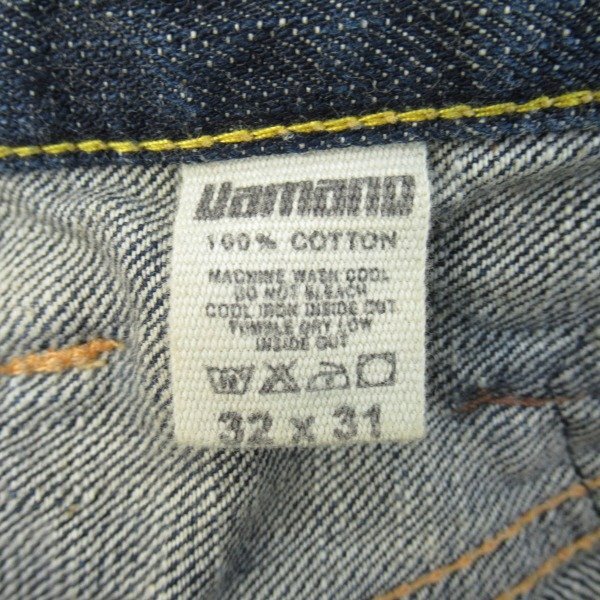 Damand
100% COTTON
MACHINE WASH COOL
DO NOT BLEACH
COOL IRON INSIDE OUT
TUMBLE DRY LOW
INSIDE OUT
32 x 31